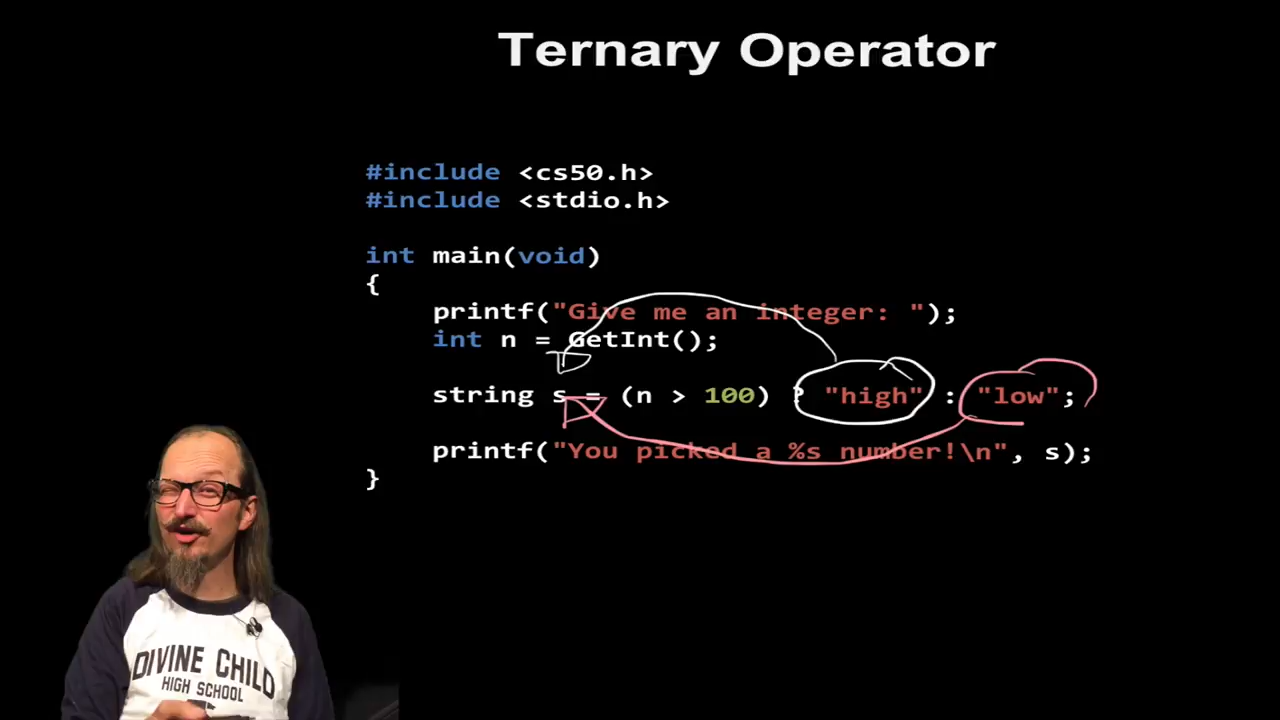 Ternary Operator
#include <cs50.h>
#include <stdio.h>
int main(void)
{
printf("Give me an integer: ");
int n = GetInt();
string s = (n > 100) ? "high" : "low";
printf("You picked a %s number!\n", s);
}
DIVINE CHILD
HIGH SCHOOL